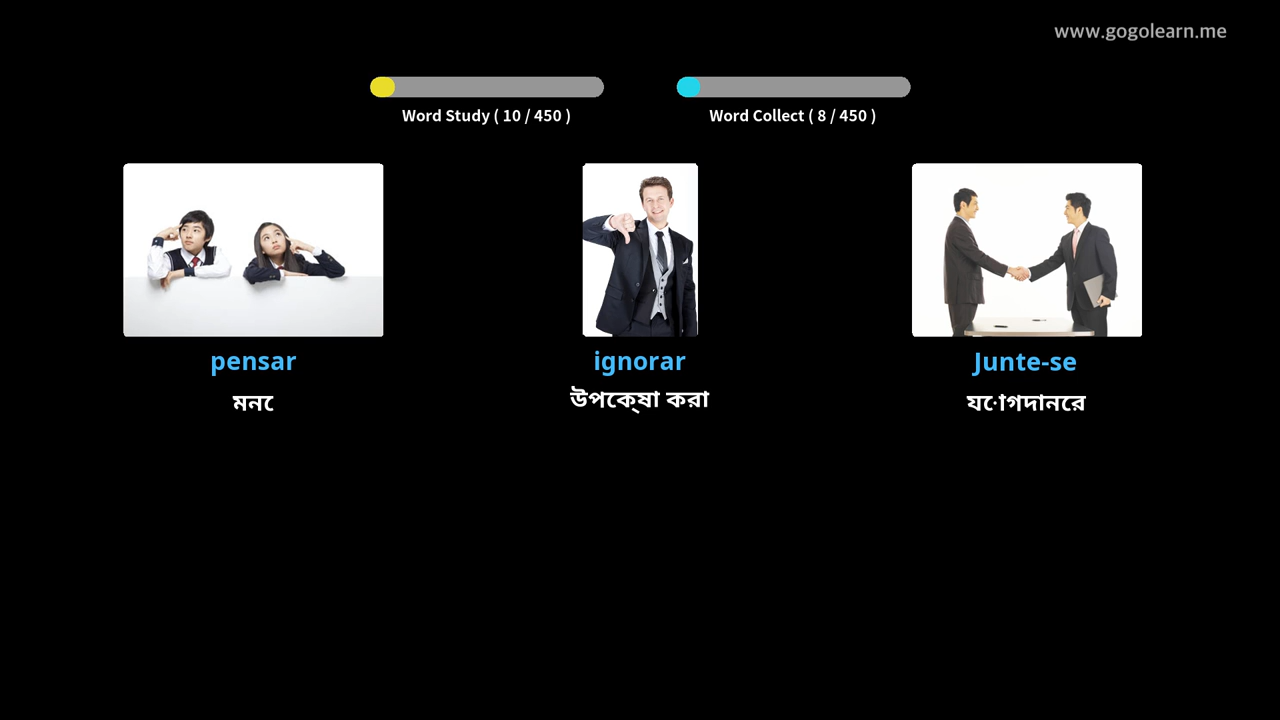 www.gogolearn.me
Word Study ( 10 / 450 )
Word Collect ( 8 / 450 )
pensar
ignorar
Junte-se
মনে
উপেক্ষা করা
যোগদানরে